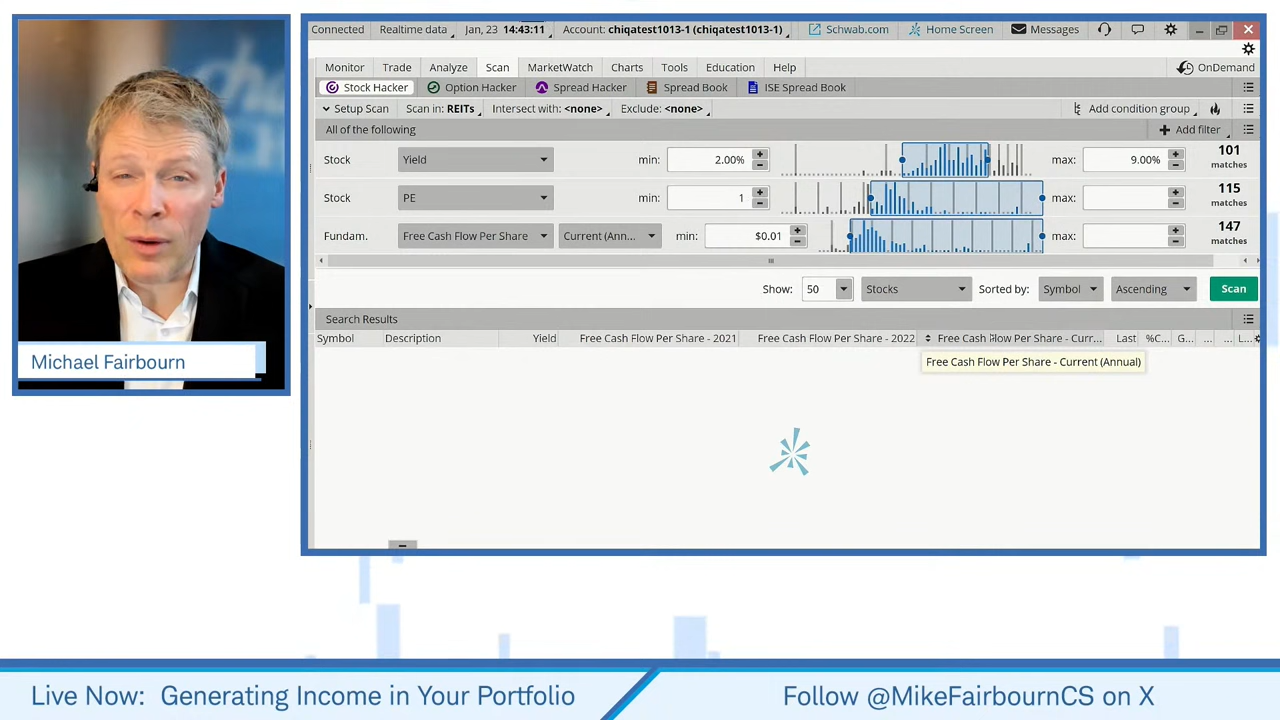 Connected Realtime data Jan, 23 14:43:11 Account: chiqatest1013-1 (chiqatest1013-1) Schwab.com Home Screen Messages
Monitor Trade Analyze Scan MarketWatch Charts Tools Education Help OnDemand
Stock Hacker Option Hacker Spread Hacker Spread Book ISE Spread Book
Setup Scan Scan in: REITs Intersect with: <none> Exclude: <none> Add condition group
All of the following Add filter
Stock Yield min: 2.00% max: 9.00% 101 matches
Stock PE min: 1 max: 115 matches
Fundam. Free Cash Flow Per Share Current (Ann... min: $0.01 max: 147 matches
Show: 50 Stocks Sorted by: Symbol Ascending Scan
Search Results
Symbol Description Yield Free Cash Flow Per Share - 2021 Free Cash Flow Per Share - 2022 Free Cash Flow Per Share - Curr... Last %C... G... ... ... L...
Free Cash Flow Per Share - Current (Annual)
Michael Fairbourn
Live Now: Generating Income in Your Portfolio
Follow @MikeFairbournCS on X